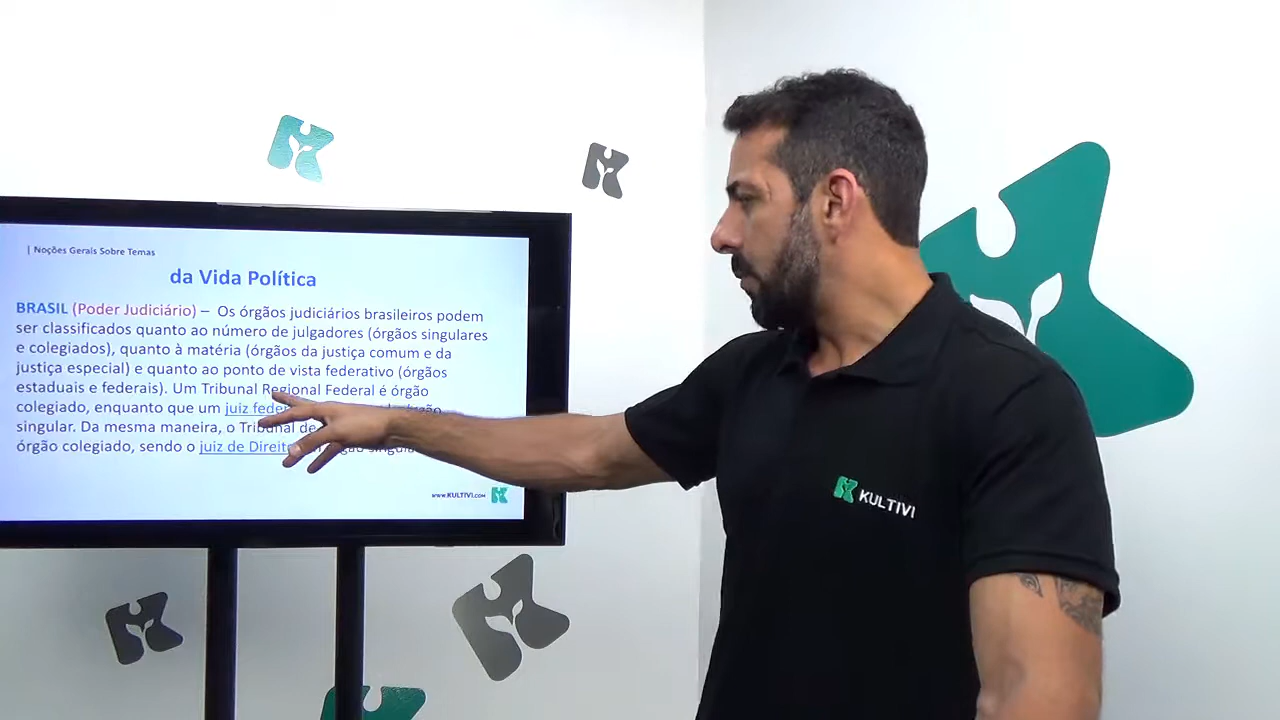 | Noções Gerais Sobre Temas
da Vida Política
BRASIL (Poder Judiciário) – Os órgãos judiciários brasileiros podem
ser classificados quanto ao número de julgadores (órgãos singulares
e colegiados), quanto à matéria (órgãos da justiça comum e da
justiça especial) e quanto ao ponto de vista federativo (órgãos
estaduais e federais). Um Tribunal Regional Federal é órgão
colegiado, enquanto que um juiz
singular. Da mesma maneira, o Tribunal de
órgão colegiado, sendo o juiz de
www.KULTIVI.com
KULTIVI